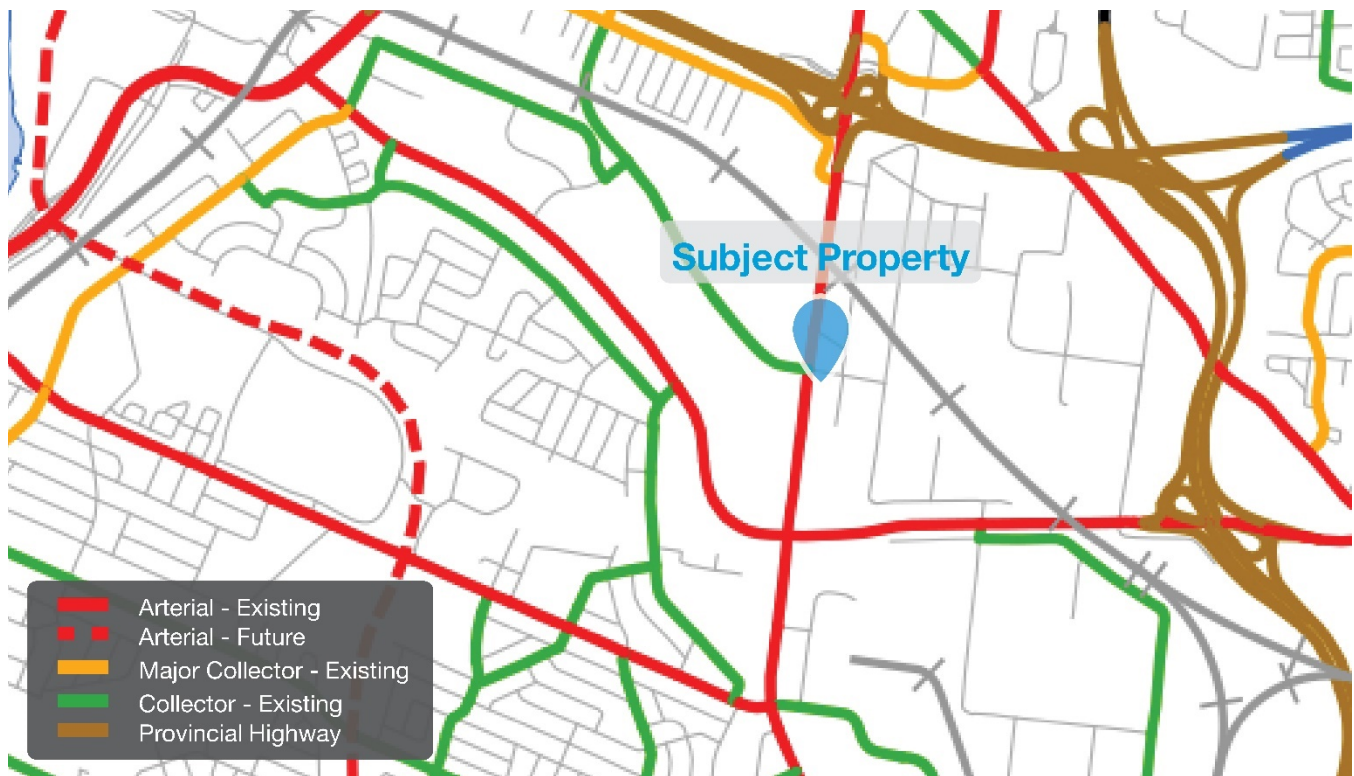 Subject Property
Arterial - Existing
Arterial - Future
Major Collector - Existing
Collector - Existing
Provincial Highway